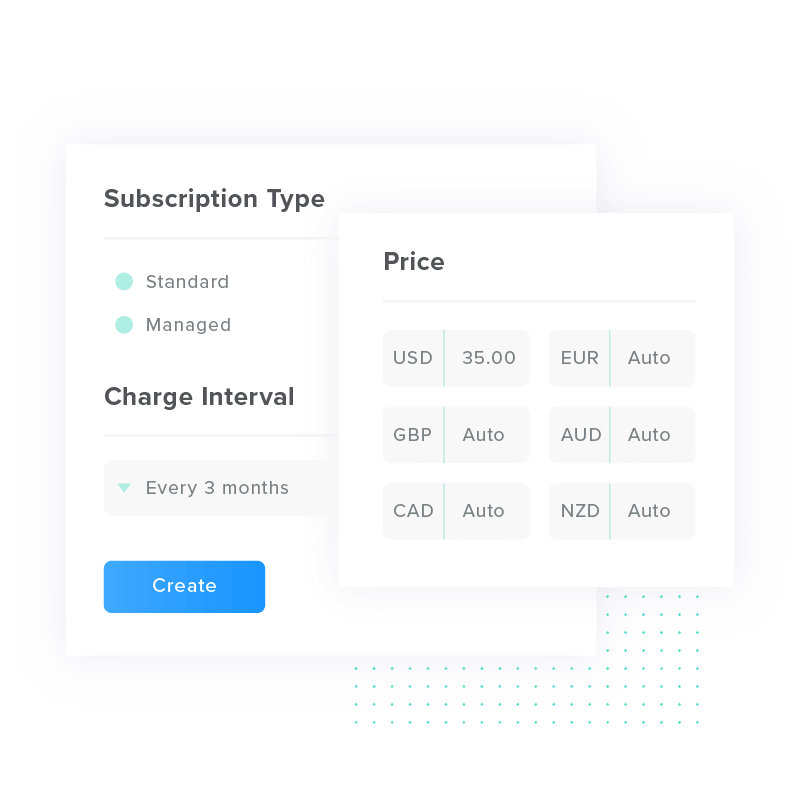 Subscription Type
Standard
Managed
Charge Interval
Every 3 months
Create
Price
USD 35.00 EUR Auto
GBP Auto AUD Auto
CAD Auto NZD Auto